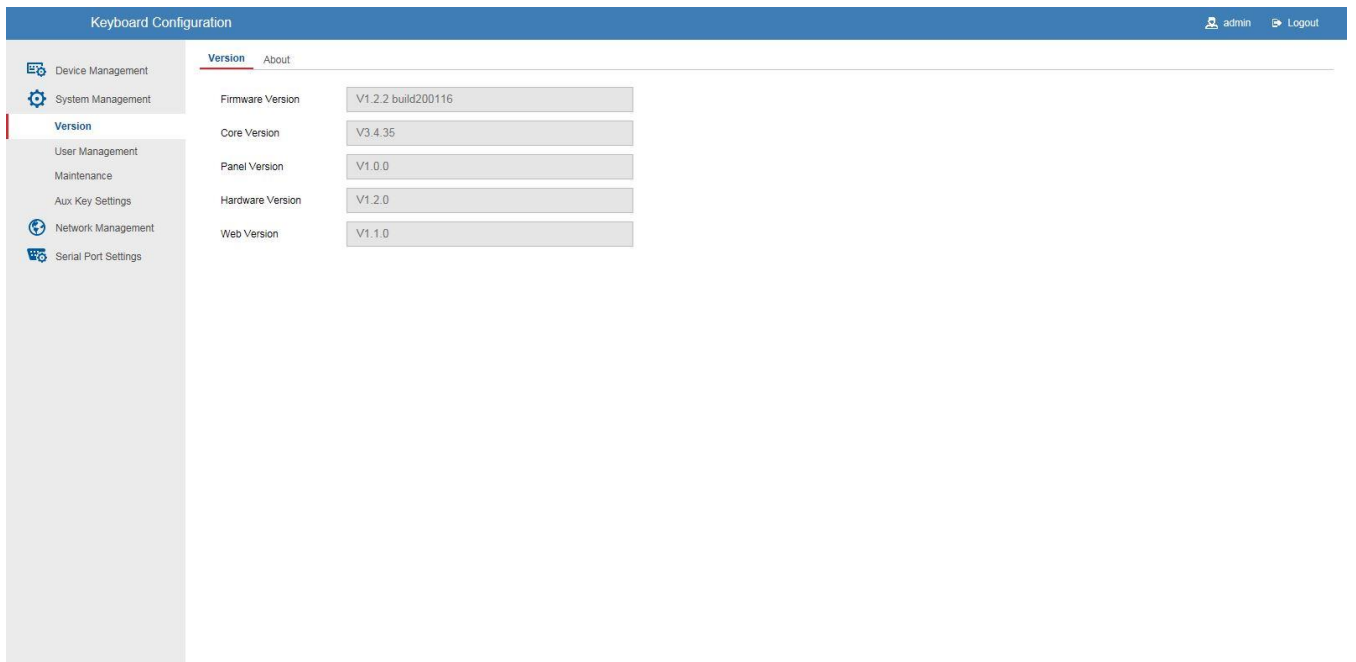 Keyboard Configuration
admin
Logout
Device Management
System Management
Version
User Management
Maintenance
Aux Key Settings
Network Management
Serial Port Settings
Version About
Firmware Version V1.2.2 build200116
Core Version V3.4.35
Panel Version V1.0.0
Hardware Version V1.2.0
Web Version V1.1.0